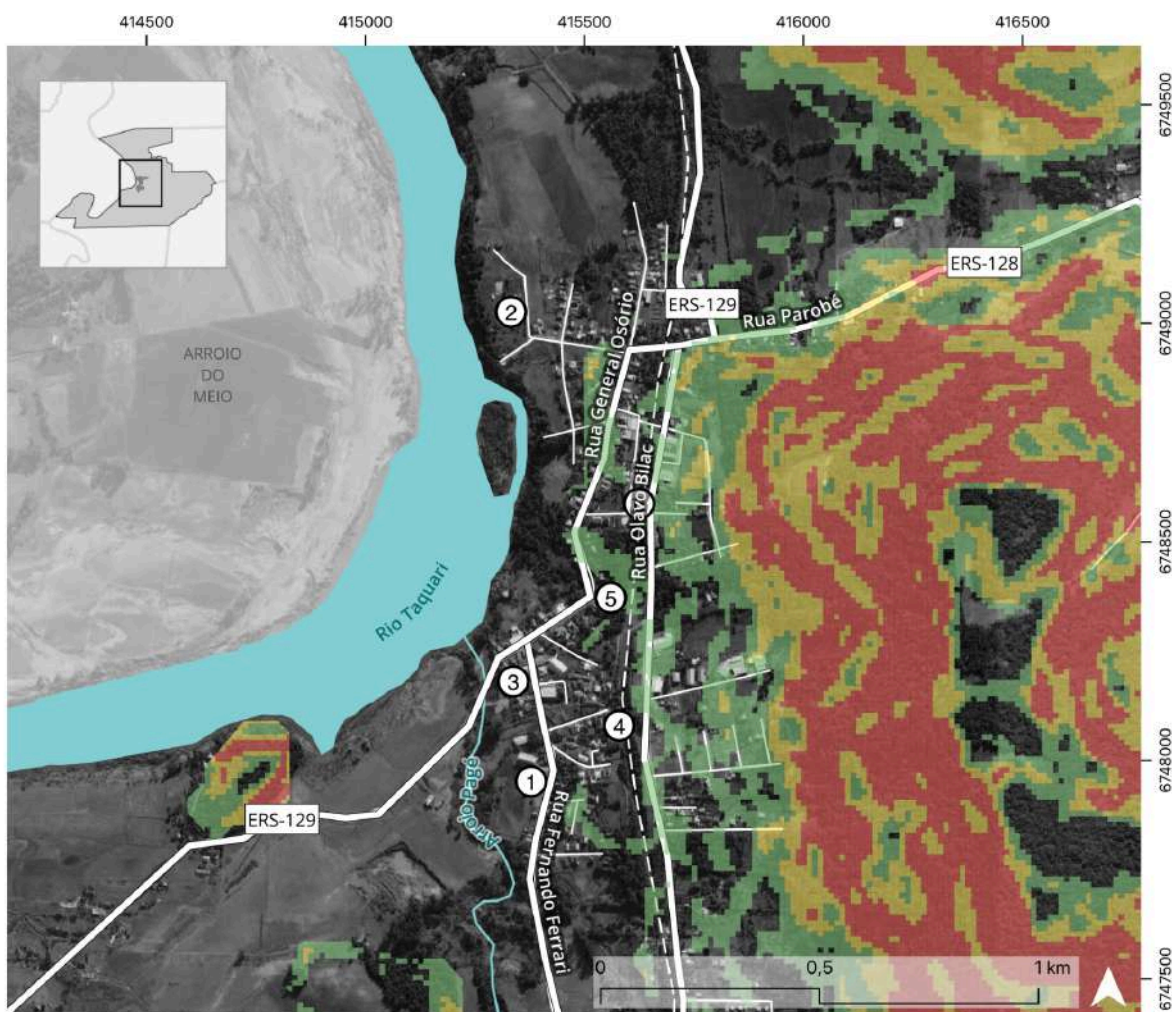 414500 415000 415500 416000 416500
6749500
ERS-128
ERS-129
Rua Parobé
2
6749000
ARROIO
DO
MEIO
Rua General Osório
Rua Olavo Bilac
6748500
Rio Taquari
5
3
4
6748000
1
Arroio Page
ERS-129
Rua Fernando Ferrari
0 0,5 1 km
6747500